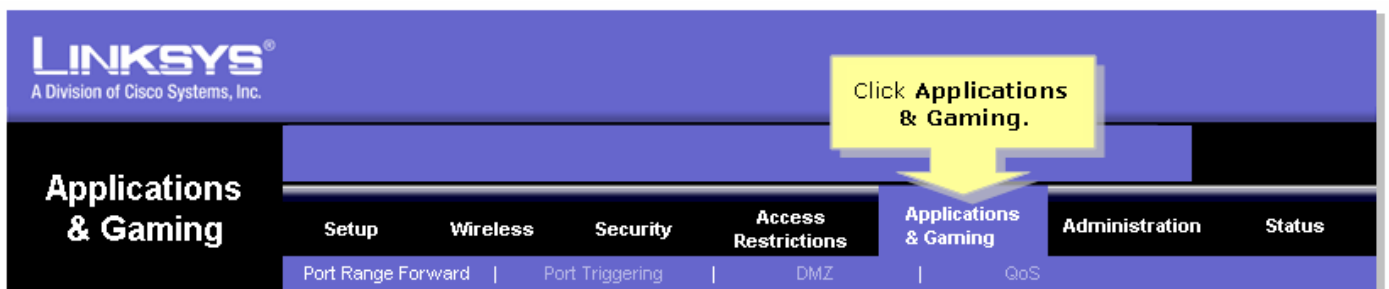 LINKSYS®
A Division of Cisco Systems, Inc.
Click Applications
& Gaming.
Applications
& Gaming
Setup
Wireless
Security
Access
Restrictions
Applications
& Gaming
Administration
Status
Port Range Forward | Port Triggering | DMZ | QoS